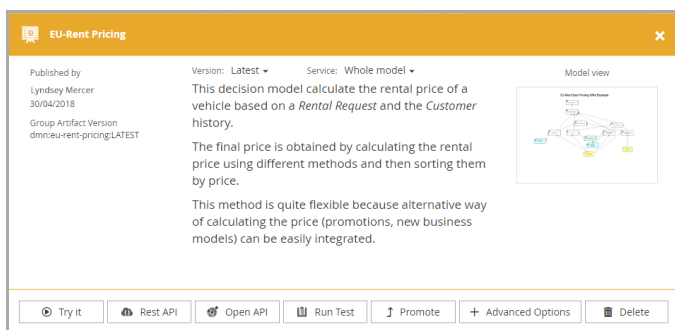 EU-Rent Pricing
Published by
Lyndsey Mercer
30/04/2018
Group Artifact Version
dmn:eu-rent-pricing:LATEST
Version: Latest Service: Whole model
This decision model calculate the rental price of a
vehicle based on a Rental Request and the Customer
history.
The final price is obtained by calculating the rental
price using different methods and then sorting them
by price.
This method is quite flexible because alternative way
of calculating the price (promotions, new business
models) can be easily integrated.
Model view
Try it Rest API Open API Run Test Promote Advanced Options Delete